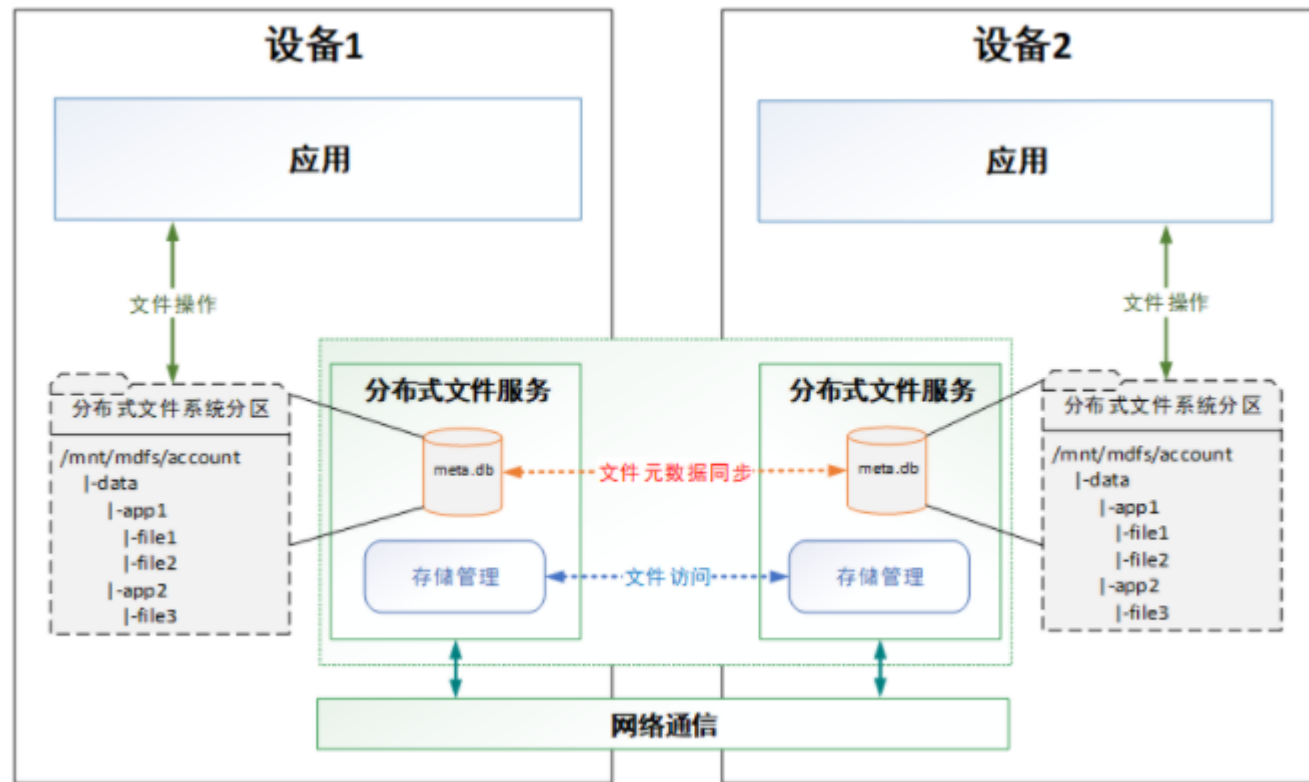 设备1
应用
文件操作
分布式文件系统分区
/mnt/mdfs/account
|-data
|-app1
|-file1
|-file2
|-app2
|-file3
分布式文件服务
meta.db
存储管理
文件元数据同步
文件访问
设备2
应用
文件操作
分布式文件服务
meta.db
存储管理
分布式文件系统分区
/mnt/mdfs/account
|-data
|-app1
|-file1
|-file2
|-app2
|-file3
网络通信